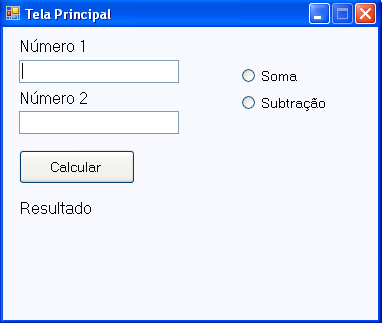 Tela Principal
Número 1
Número 2
Calcular
Resultado
Soma
Subtração